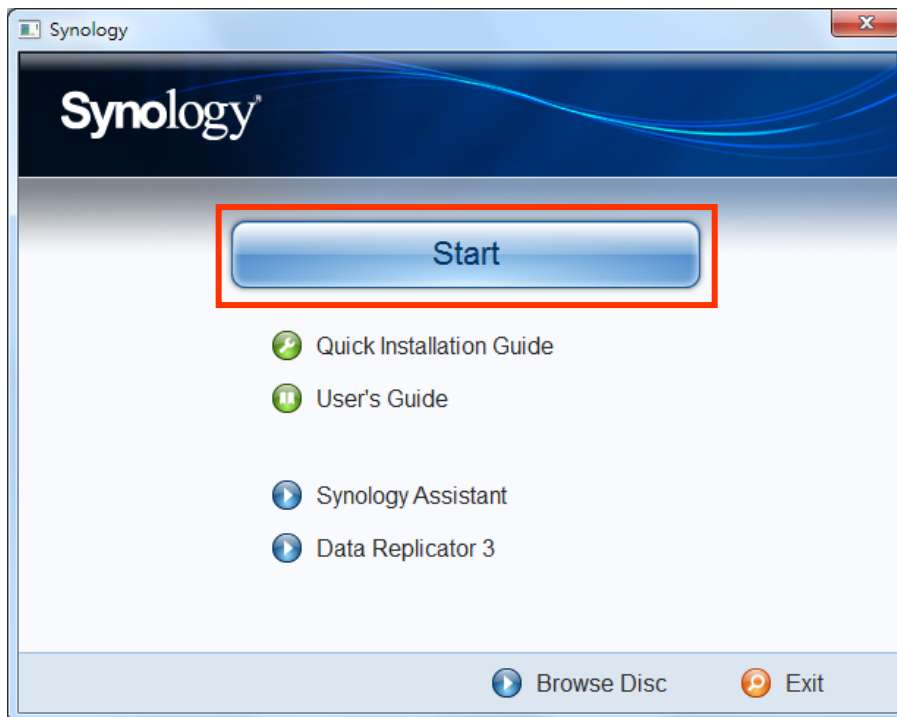 Synology
Synology
Start
Quick Installation Guide
User's Guide
Synology Assistant
Data Replicator 3
Browse Disc
Exit